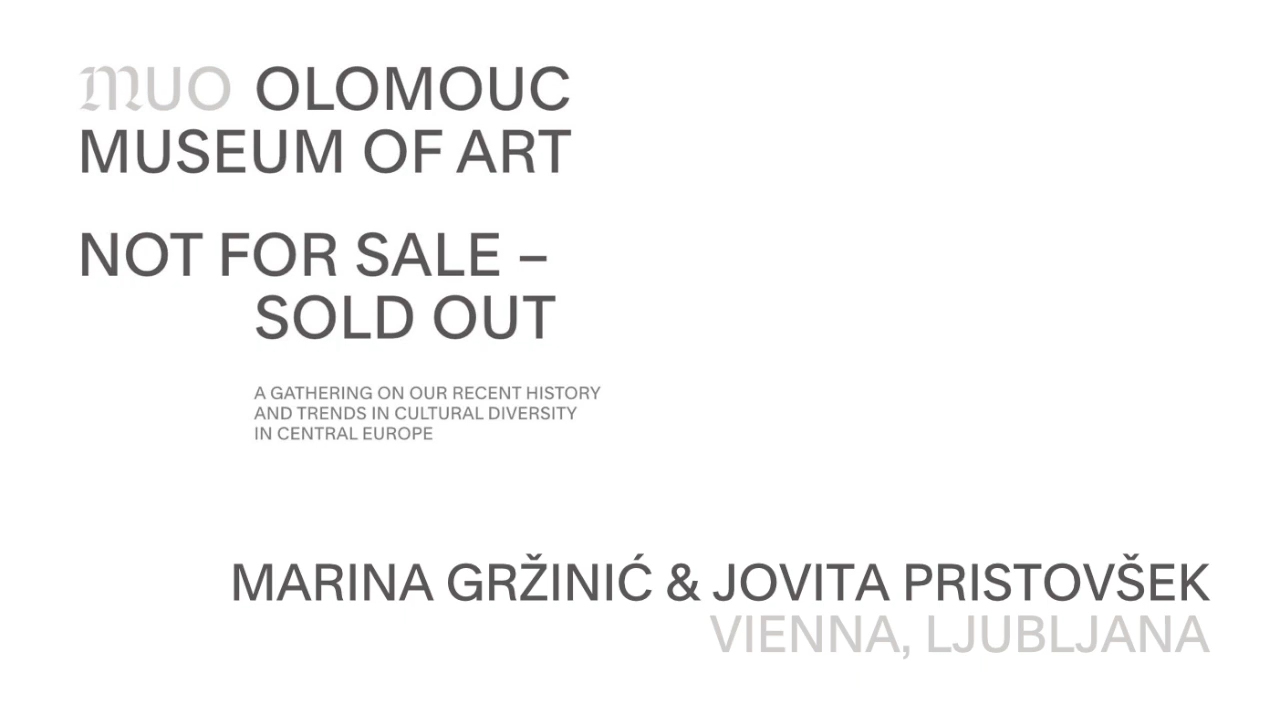 MUO OLOMOUC
MUSEUM OF ART
NOT FOR SALE –
SOLD OUT
A GATHERING ON OUR RECENT HISTORY
AND TRENDS IN CULTURAL DIVERSITY
IN CENTRAL EUROPE
MARINA GRŽINIĆ & JOVITA PRISTOVŠEK
VIENNA, LJUBLJANA